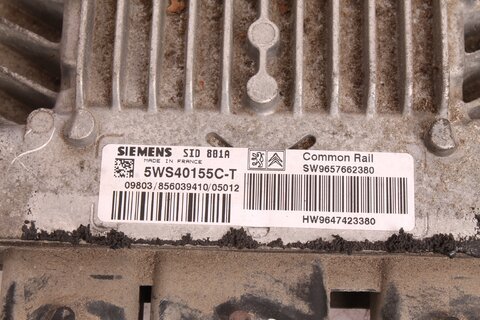 SIEMENS SID 801A
MADE IN FRANCE
5WS40155C-T
09803/856039410/05012
Common Rail
SW9657662380
HW9647423380